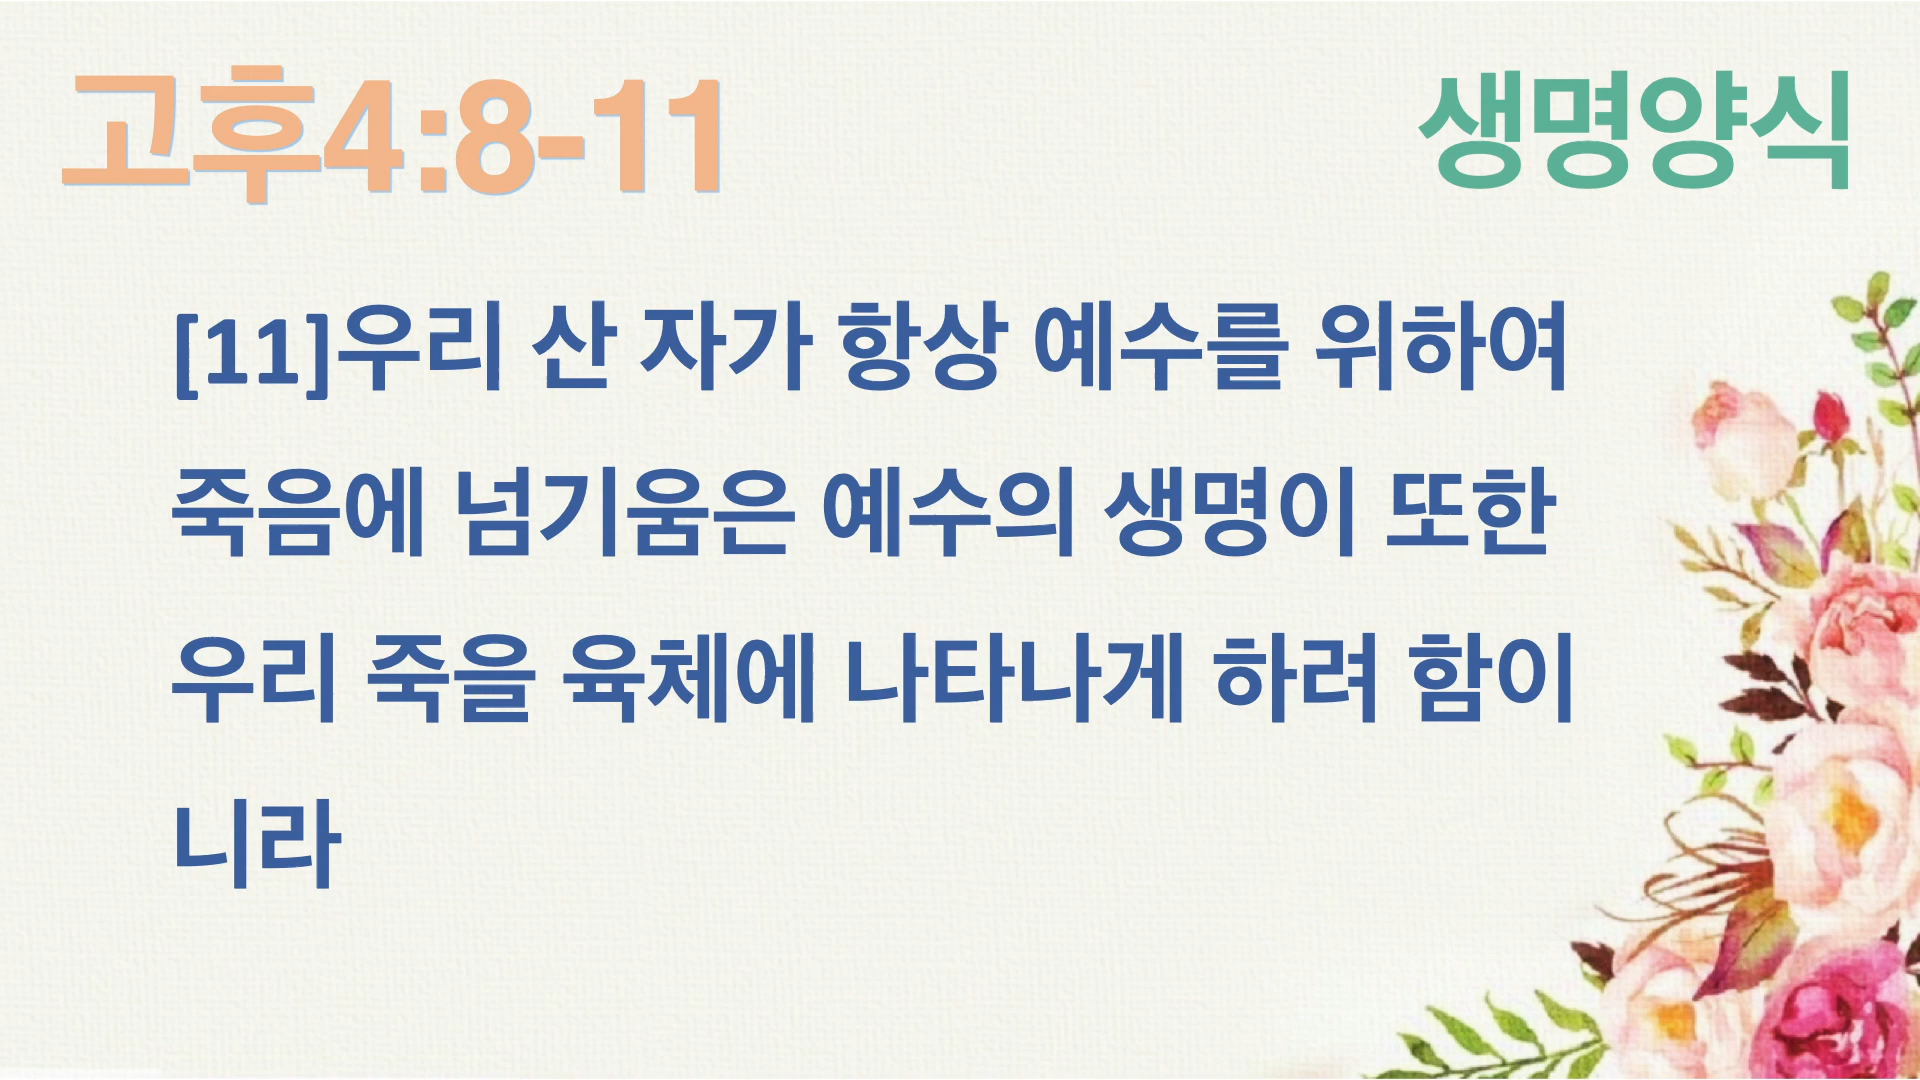 고후4:8-11
생명양식
[11]우리 산 자가 항상 예수를 위하여
죽음에 넘기움은 예수의 생명이 또한
우리 죽을 육체에 나타나게 하려 함이
니라